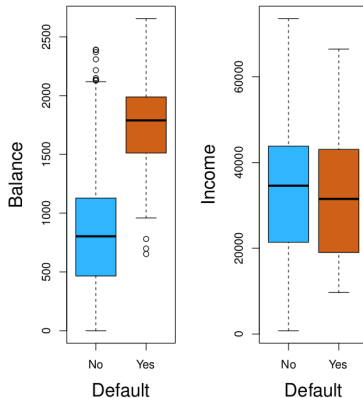 Balance
0
500
1000
1500
2000
2500
No
Yes
Default
Income
0
20000
40000
60000
No
Yes
Default